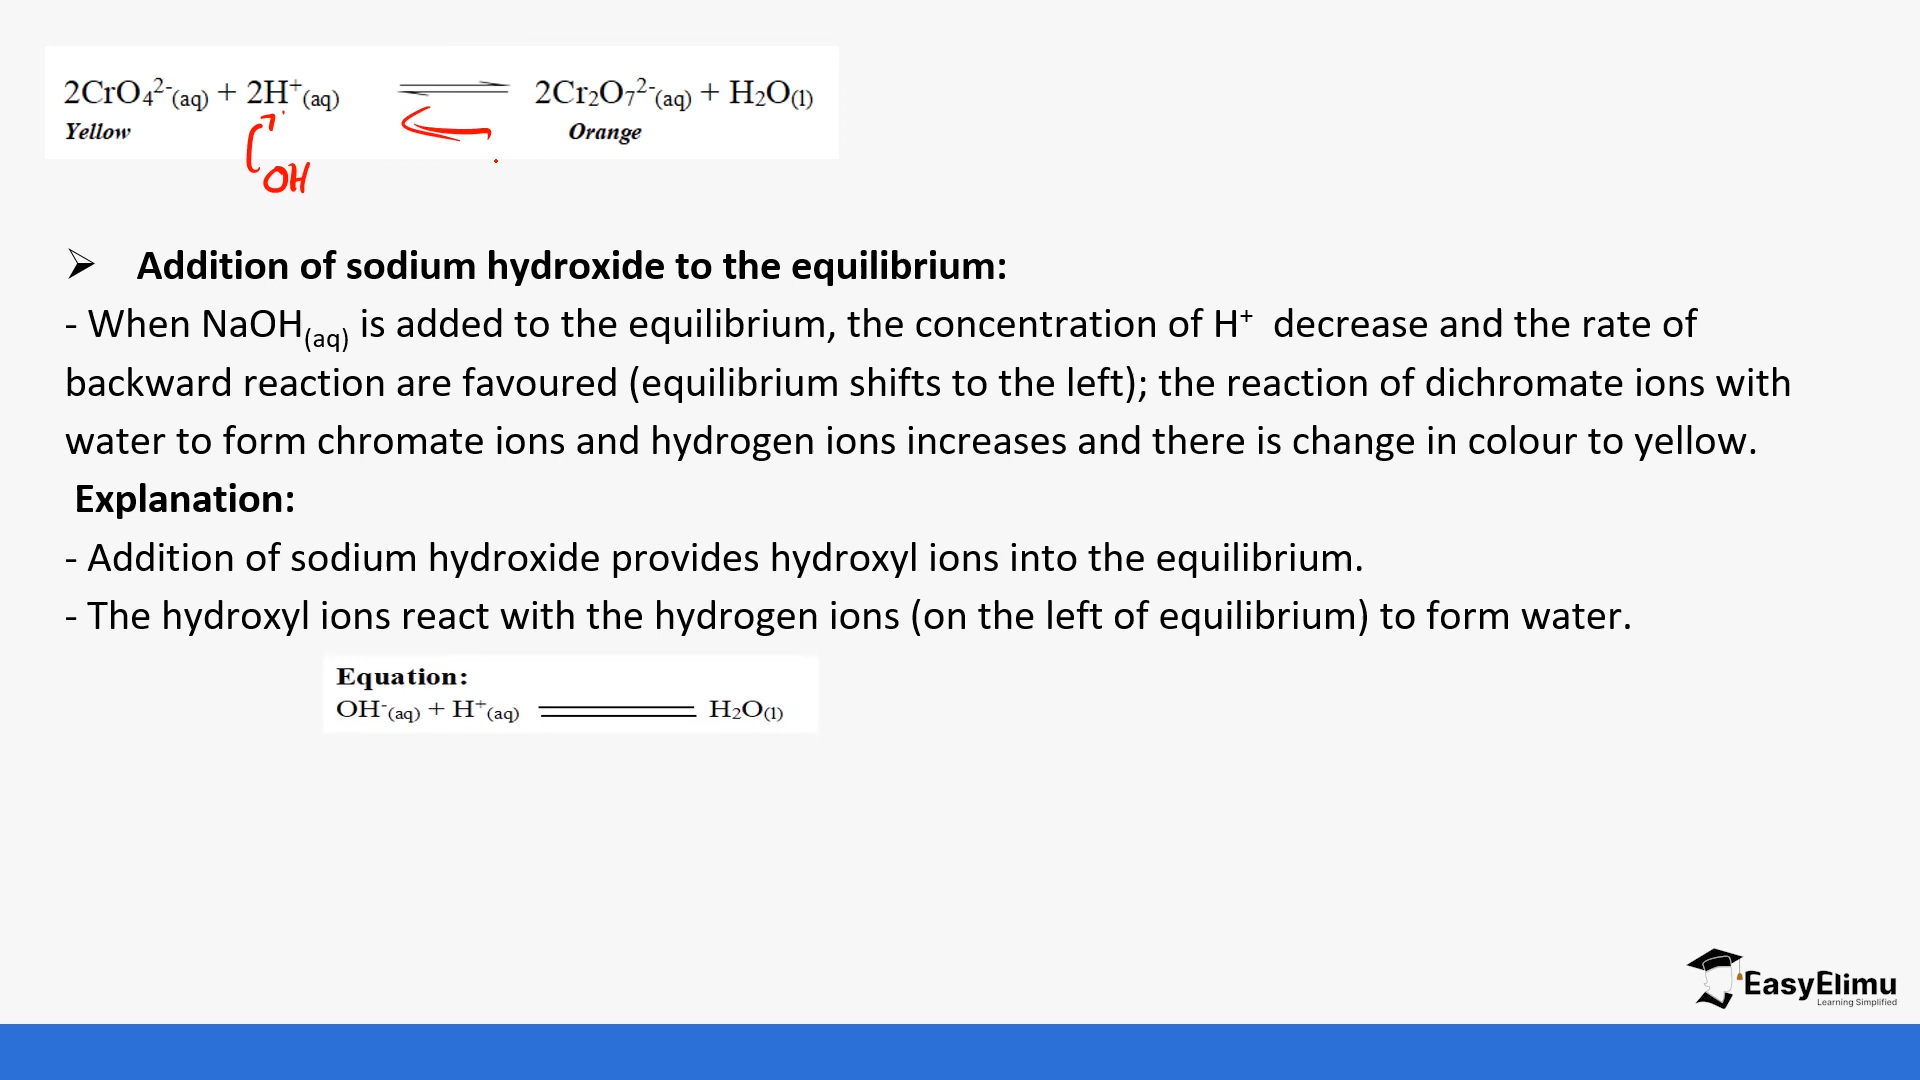 2CrO₄²⁻(aq) + 2H⁺(aq) ⇌ 2Cr₂O₇²⁻(aq) + H₂O(l)
Yellow Orange
OH
➢ Addition of sodium hydroxide to the equilibrium:
- When NaOH(aq) is added to the equilibrium, the concentration of H⁺ decrease and the rate of
backward reaction are favoured (equilibrium shifts to the left); the reaction of dichromate ions with
water to form chromate ions and hydrogen ions increases and there is change in colour to yellow.
Explanation:
- Addition of sodium hydroxide provides hydroxyl ions into the equilibrium.
- The hydroxyl ions react with the hydrogen ions (on the left of equilibrium) to form water.
Equation:
OH⁻(aq) + H⁺(aq) ═══ H₂O(l)
EasyElimu
Learning Simplified